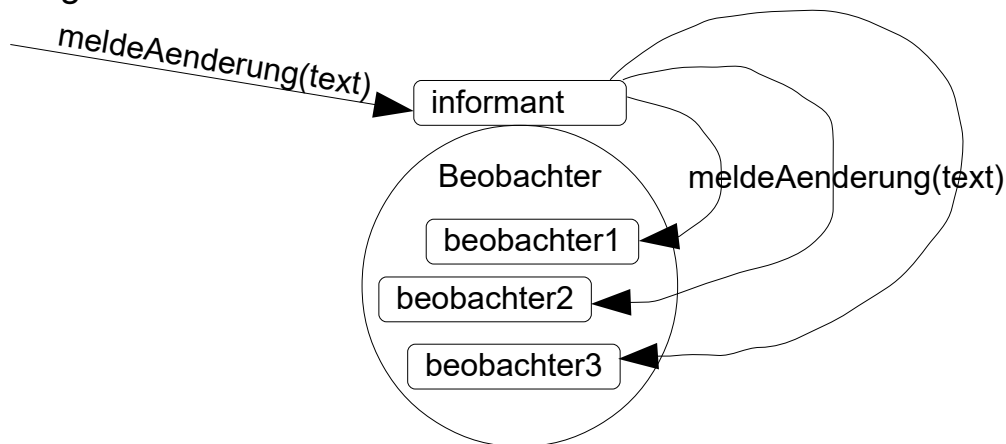 meldeAenderung(text)
informant
Beobachter
meldeAenderung(text)
beobachter1
beobachter2
beobachter3